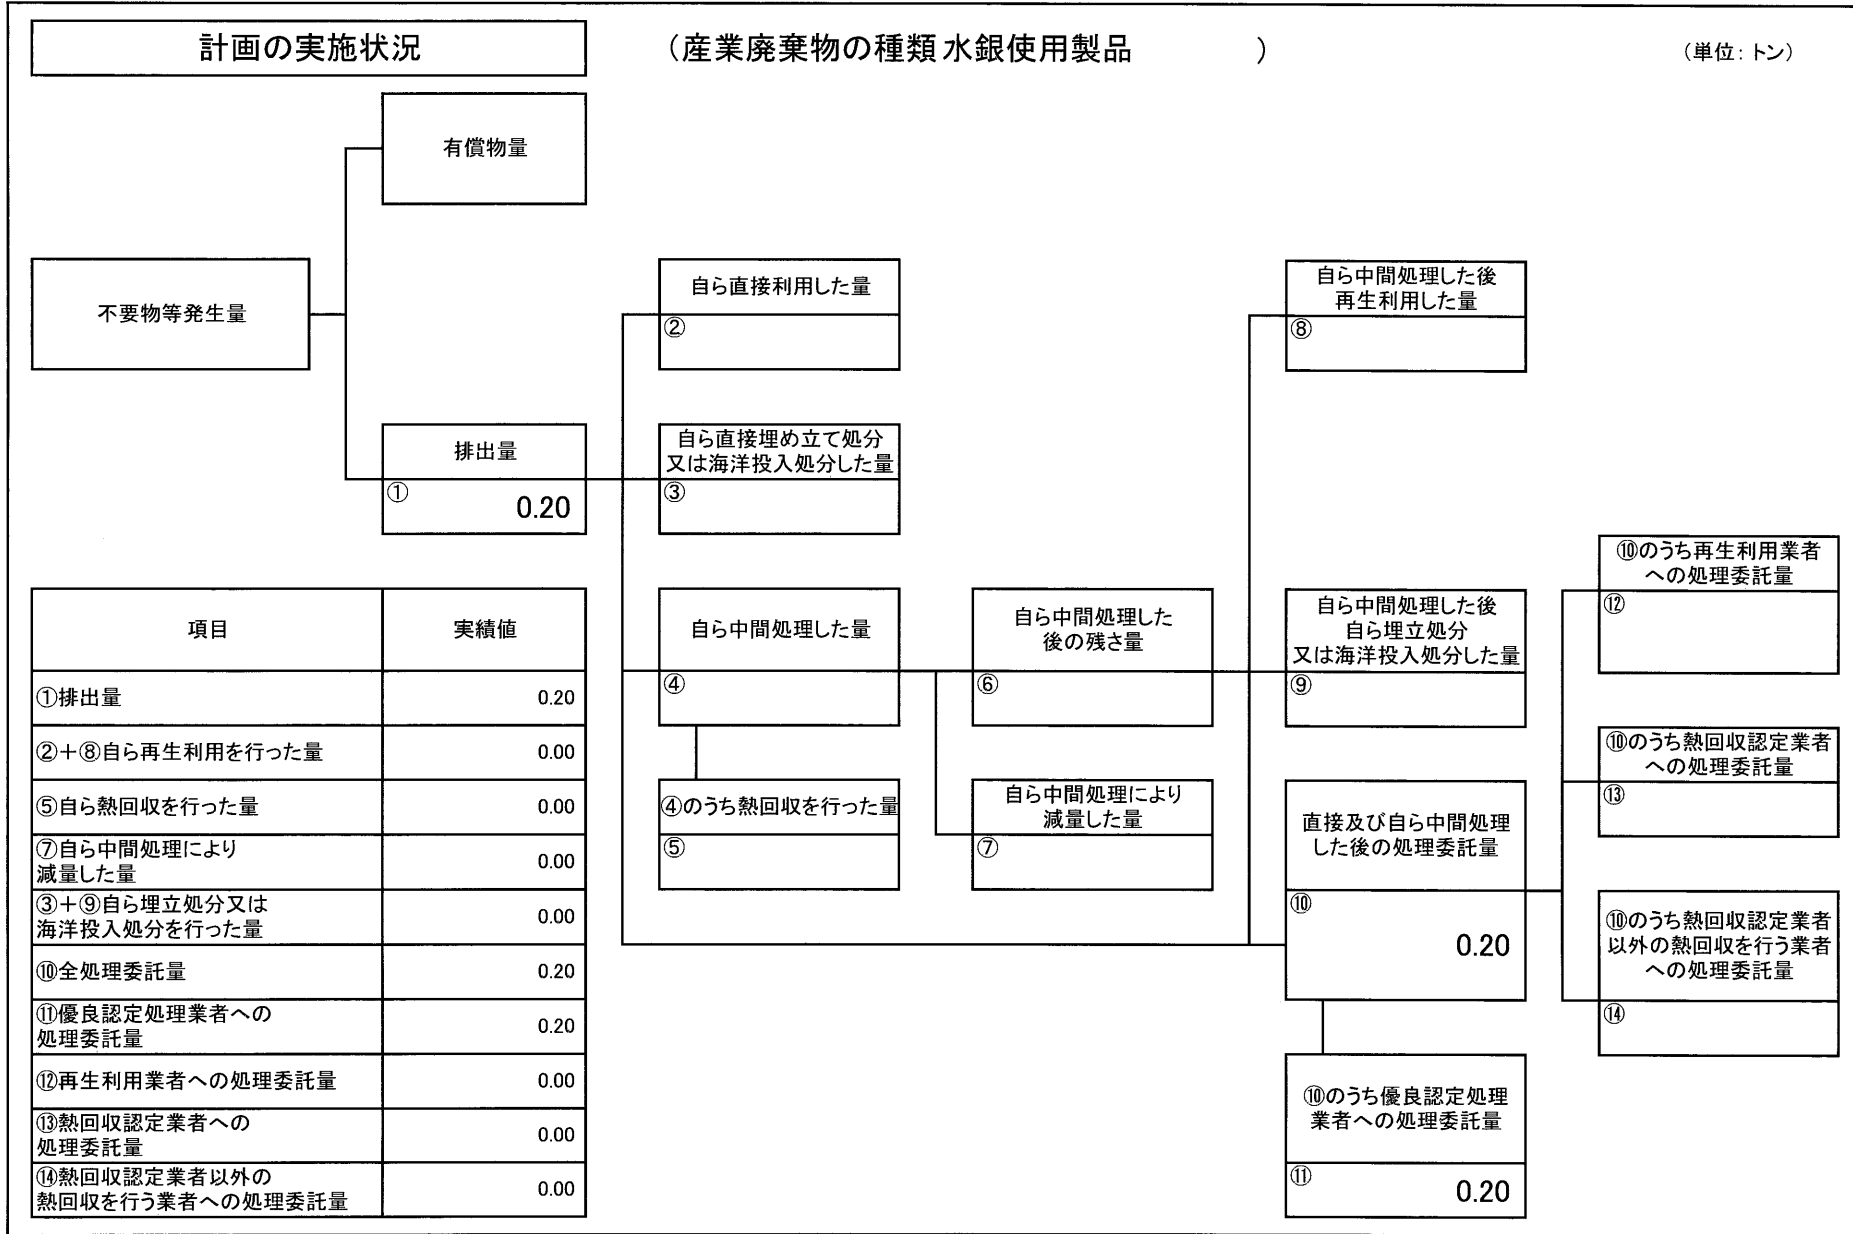 計画の実施状況
（産業廃棄物の種類 水銀使用製品　　　　）
（単位：トン）
有償物量
不要物等発生量
自ら直接利用した量
②
自ら中間処理した後
再生利用した量
⑧
排出量
① 0.20
自ら直接埋め立て処分
又は海洋投入処分した量
③
項目 実績値
①排出量 0.20
②＋⑧自ら再生利用を行った量 0.00
⑤自ら熱回収を行った量 0.00
⑦自ら中間処理により
減量した量 0.00
③＋⑨自ら埋立処分又は
海洋投入処分を行った量 0.00
⑩全処理委託量 0.20
⑪優良認定処理業者への
処理委託量 0.20
⑫再生利用業者への処理委託量 0.00
⑬熱回収認定業者への
処理委託量 0.00
⑭熱回収認定業者以外の
熱回収を行う業者への処理委託量 0.00
自ら中間処理した量
④
④のうち熱回収を行った量
⑤
自ら中間処理した
後の残さ量
⑥
自ら中間処理により
減量した量
⑦
自ら中間処理した後
自ら埋立処分
又は海洋投入処分した量
⑨
直接及び自ら中間処理
した後の処理委託量
⑩
0.20
⑩のうち優良認定処理
業者への処理委託量
⑪ 0.20
⑩のうち再生利用業者
への処理委託量
⑫
⑩のうち熱回収認定業者
への処理委託量
⑬
⑩のうち熱回収認定業者
以外の熱回収を行う業者
への処理委託量
⑭